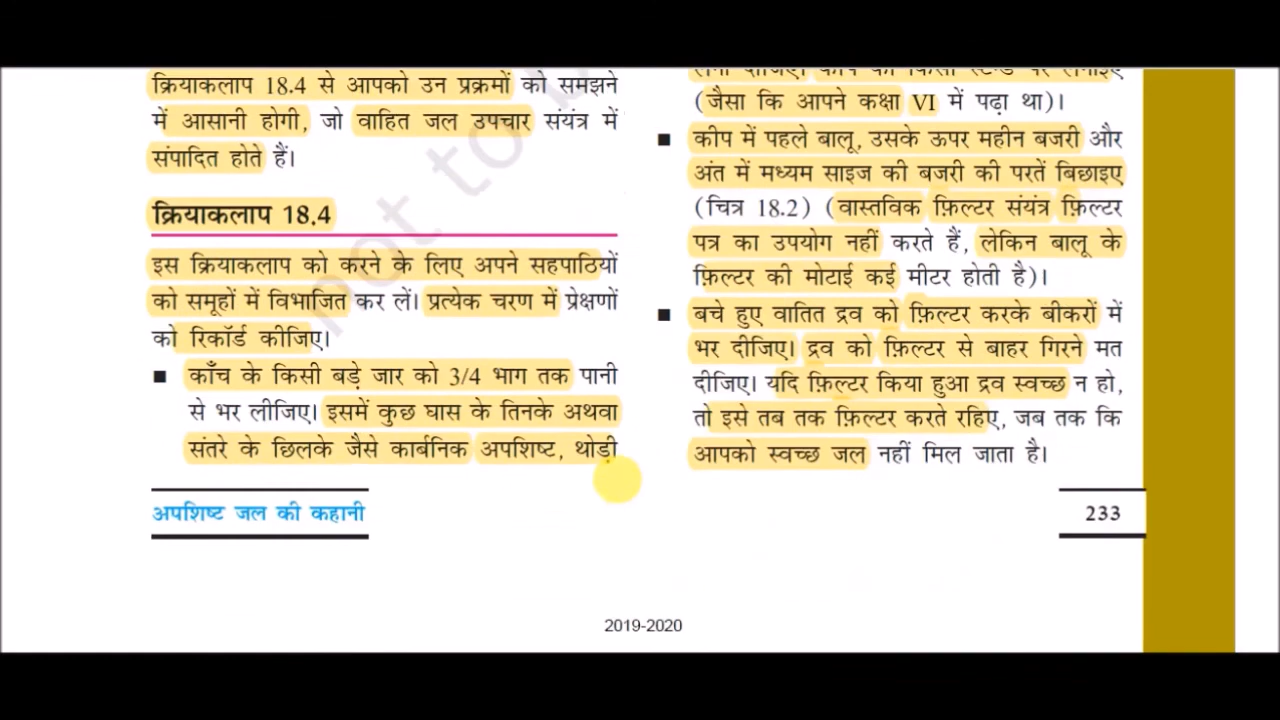 क्रियाकलाप 18.4 से आपको उन प्रक्रमों को समझने
में आसानी होगी, जो वाहित जल उपचार संयंत्र में
संपादित होते हैं।
क्रियाकलाप 18.4
इस क्रियाकलाप को करने के लिए अपने सहपाठियों
को समूहों में विभाजित कर लें। प्रत्येक चरण में प्रेक्षणों
को रिकॉर्ड कीजिए।
■ काँच के किसी बड़े जार को 3/4 भाग तक पानी
से भर लीजिए। इसमें कुछ घास के तिनके अथवा
संतरे के छिलके जैसे कार्बनिक अपशिष्ट, थोड़ी
(जैसा कि आपने कक्षा VI में पढ़ा था)।
■ कीप में पहले बालू, उसके ऊपर महीन बजरी और
अंत में मध्यम साइज की बजरी की परतें बिछाइए
(चित्र 18.2) (वास्तविक फ़िल्टर संयंत्र फ़िल्टर
पत्र का उपयोग नहीं करते हैं, लेकिन बालू के
फ़िल्टर की मोटाई कई मीटर होती है)।
■ बचे हुए वातित द्रव को फ़िल्टर करके बीकरों में
भर दीजिए। द्रव को फ़िल्टर से बाहर गिरने मत
दीजिए। यदि फ़िल्टर किया हुआ द्रव स्वच्छ न हो,
तो इसे तब तक फ़िल्टर करते रहिए, जब तक कि
आपको स्वच्छ जल नहीं मिल जाता है।
अपशिष्ट जल की कहानी
233
2019-2020
not to b